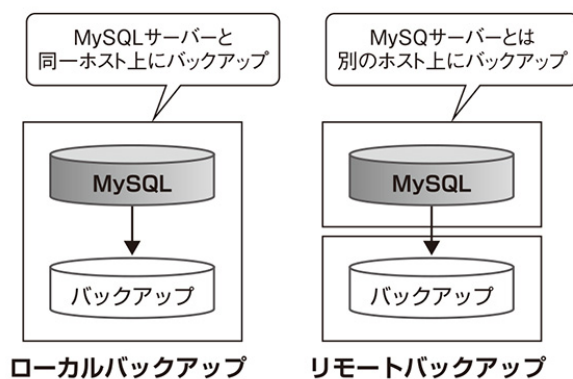 MySQLサーバーと
同一ホスト上にバックアップ
MySQサーバーとは
別のホスト上にバックアップ
MySQL
バックアップ
MySQL
バックアップ
ローカルバックアップ
リモートバックアップ